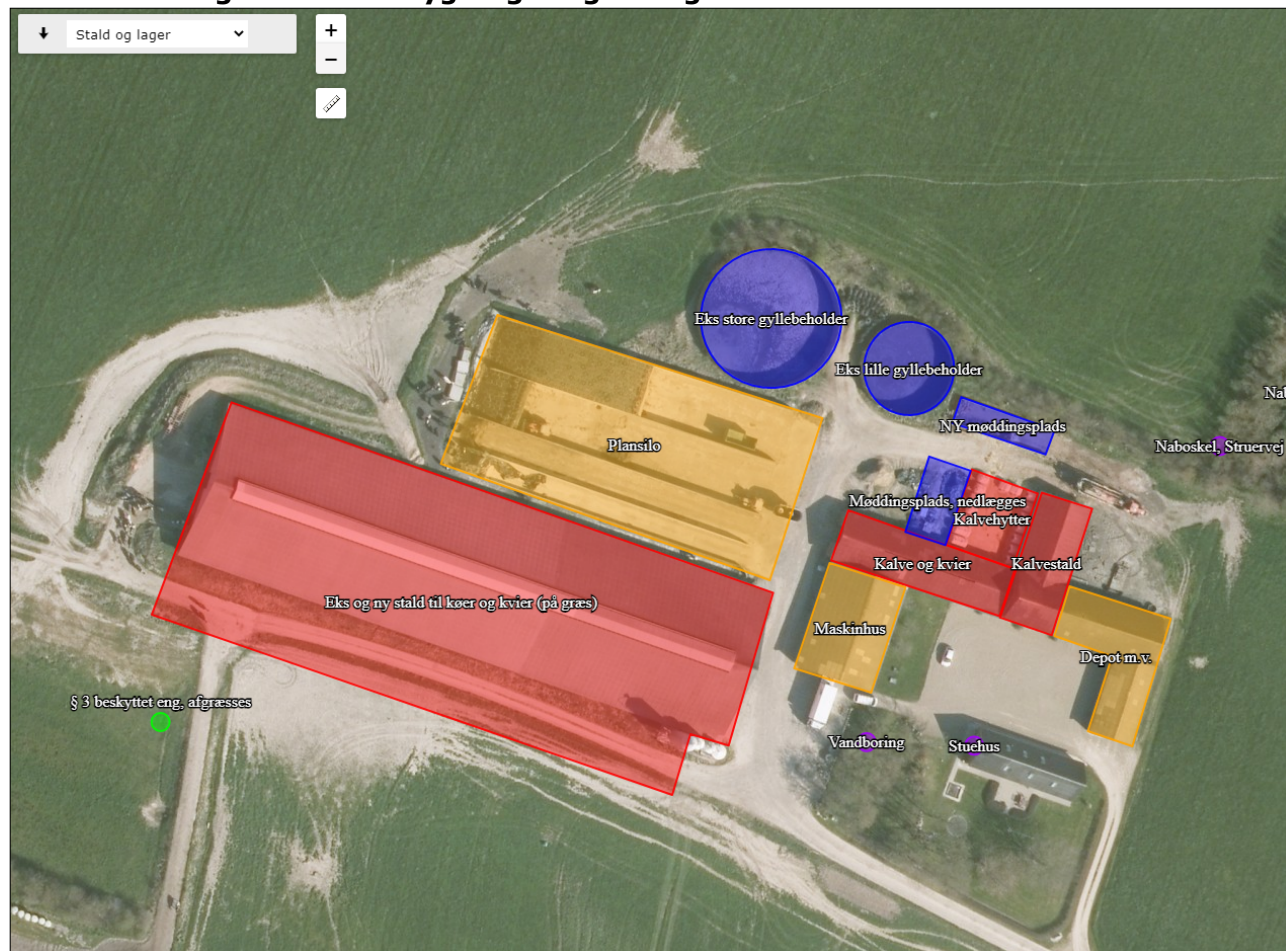 Stald og lager
+
−
Eks store gyllebeholder
Eks lille gyllebeholder
Nab
NY møddingsplads
Plansilo
Naboskel, Struervej
Møddingsplads, nedlægges
Kalvehytter
Kalve og kvier
Kalvestald
Eks og ny stald til køer og kvier (på græs)
Maskinhus
Depot m.v.
§ 3 beskyttet eng, afgræsses
Vandboring
Stuehus